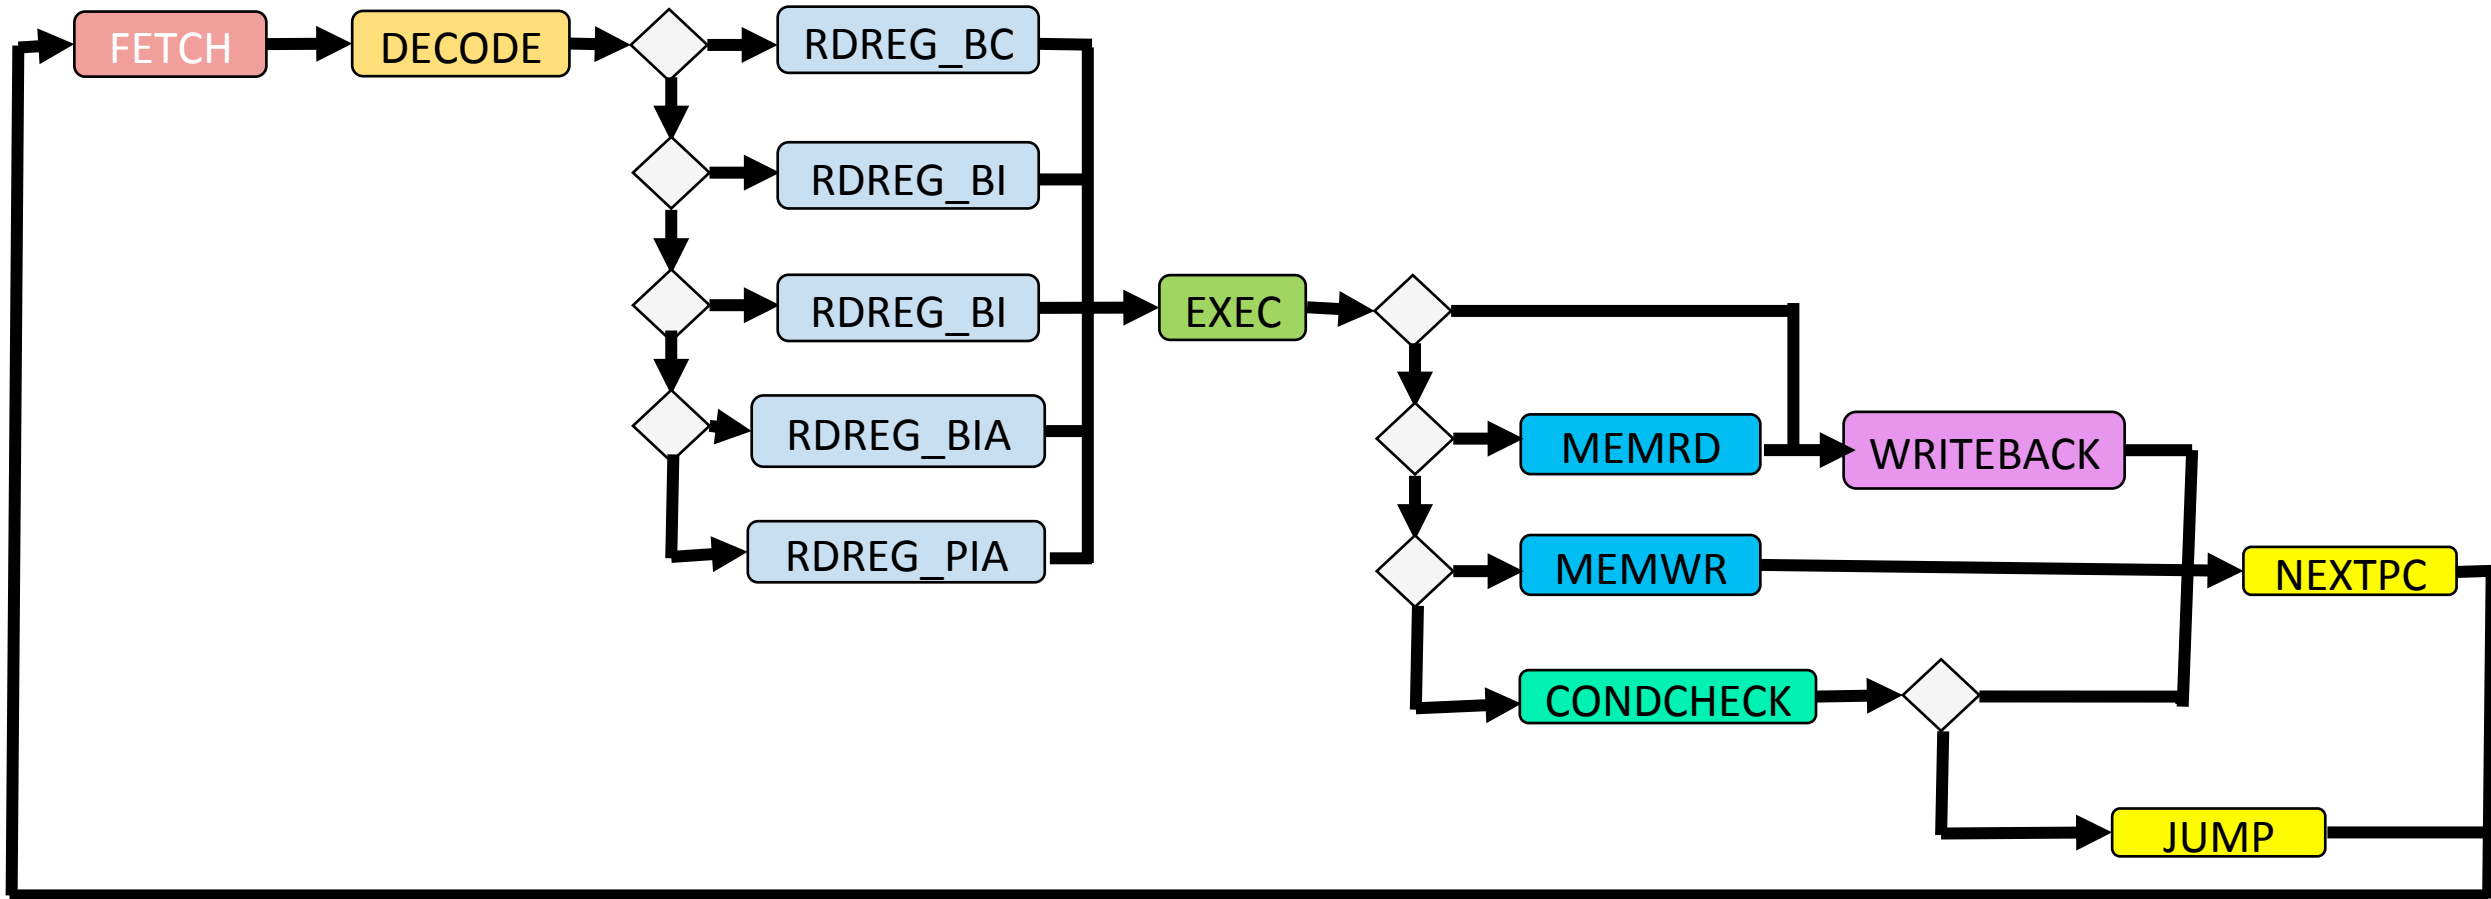 FETCH
DECODE
RDREG_BC
RDREG_BI
RDREG_BI
RDREG_BIA
RDREG_PIA
EXEC
MEMRD
WRITEBACK
MEMWR
NEXTPC
CONDCHECK
JUMP